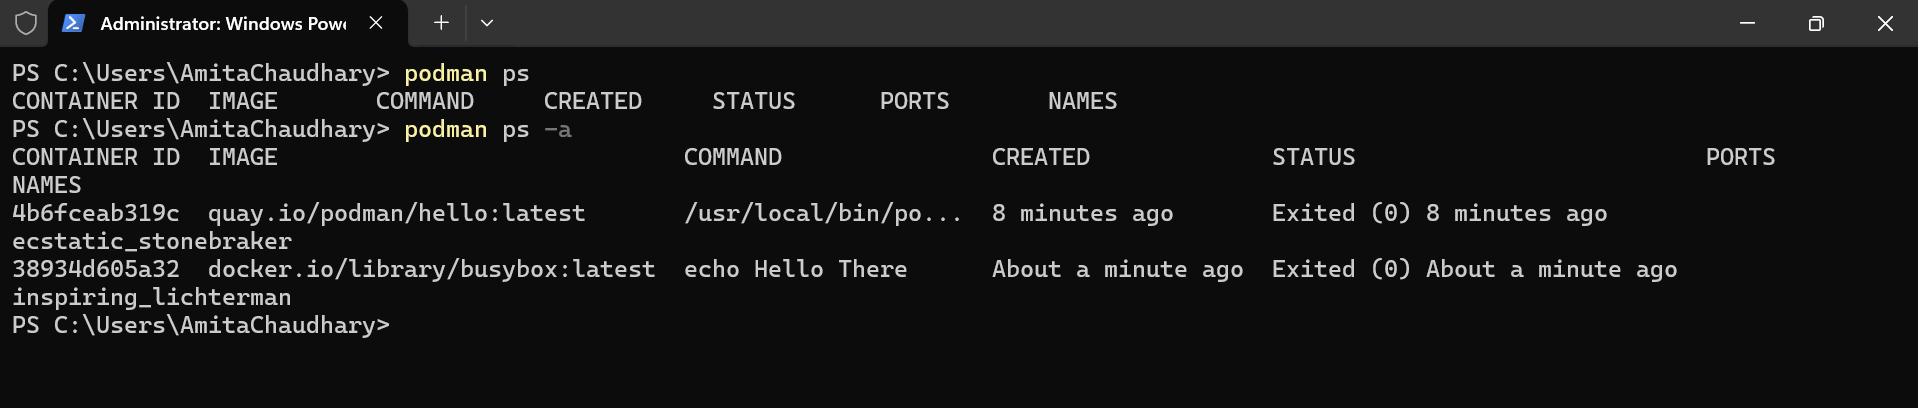 Administrator: Windows Powe
PS C:\Users\AmitaChaudhary> podman ps
CONTAINER ID  IMAGE       COMMAND     CREATED     STATUS      PORTS       NAMES
PS C:\Users\AmitaChaudhary> podman ps -a
CONTAINER ID  IMAGE                             COMMAND               CREATED             STATUS                         PORTS
NAMES
4b6fceab319c  quay.io/podman/hello:latest       /usr/local/bin/po...  8 minutes ago       Exited (0) 8 minutes ago
ecstatic_stonebraker
38934d605a32  docker.io/library/busybox:latest  echo Hello There      About a minute ago  Exited (0) About a minute ago
inspiring_lichterman
PS C:\Users\AmitaChaudhary>